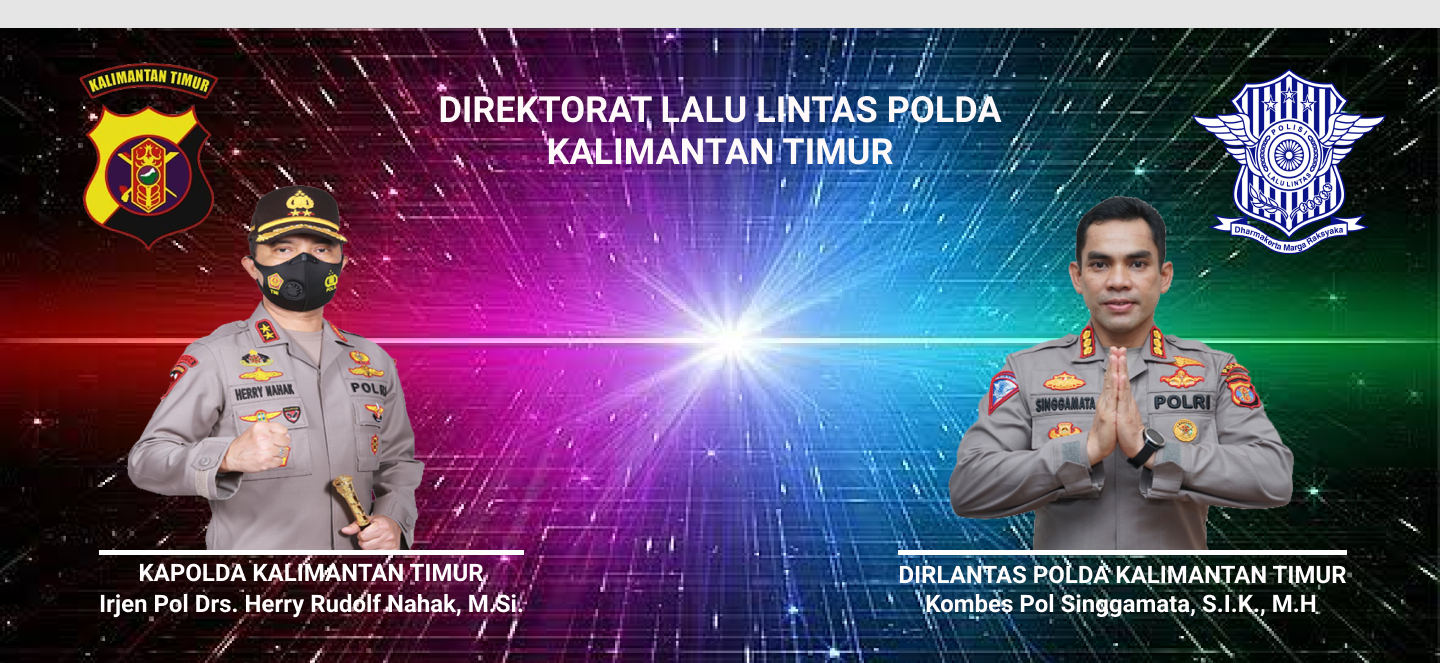 KALIMANTAN TIMUR
DIREKTORAT LALU LINTAS POLDA
KALIMANTAN TIMUR
POLISI
LALU LINTAS
Dharmakerta Marga Raksyaka
HERRY NAHAK
POLRI
SINGGAMATA
POLRI
KAPOLDA KALIMANTAN TIMUR
Irjen Pol Drs. Herry Rudolf Nahak, M.Si.
DIRLANTAS POLDA KALIMANTAN TIMUR
Kombes Pol Singgamata, S.I.K., M.H